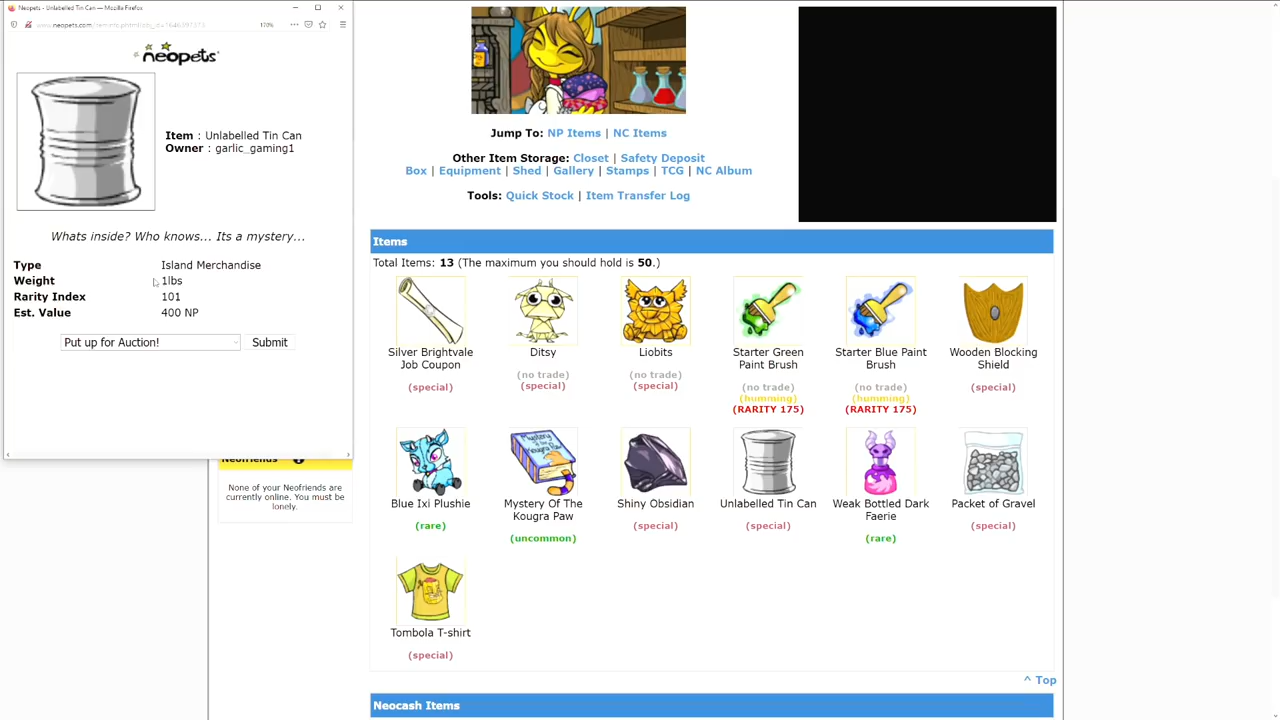 Neopets - Unlabelled Tin Can — Mozilla Firefox
170%
neopets
Item : Unlabelled Tin Can
Owner : garlic_gaming1
Whats inside? Who knows... Its a mystery...
Type Island Merchandise
Weight 1lbs
Rarity Index 101
Est. Value 400 NP
Put up for Auction! Submit
Neofriends
None of your Neofriends are
currently online. You must be
lonely.
Jump To: NP Items | NC Items
Other Item Storage: Closet | Safety Deposit
Box | Equipment | Shed | Gallery | Stamps | TCG | NC Album
Tools: Quick Stock | Item Transfer Log
Items
Total Items: 13 (The maximum you should hold is 50.)
Silver Brightvale
Job Coupon
(special)
Ditsy
(no trade)
(special)
Liobits
(no trade)
(special)
Starter Green
Paint Brush
(no trade)
(humming)
(RARITY 175)
Starter Blue Paint
Brush
(no trade)
(humming)
(RARITY 175)
Wooden Blocking
Shield
(special)
Blue Ixi Plushie
(rare)
Mystery Of The
Kougra Paw
(uncommon)
Shiny Obsidian
(special)
Unlabelled Tin Can
(special)
Weak Bottled Dark
Faerie
(rare)
Packet of Gravel
(special)
Tombola T-shirt
(special)
^ Top
Neocash Items